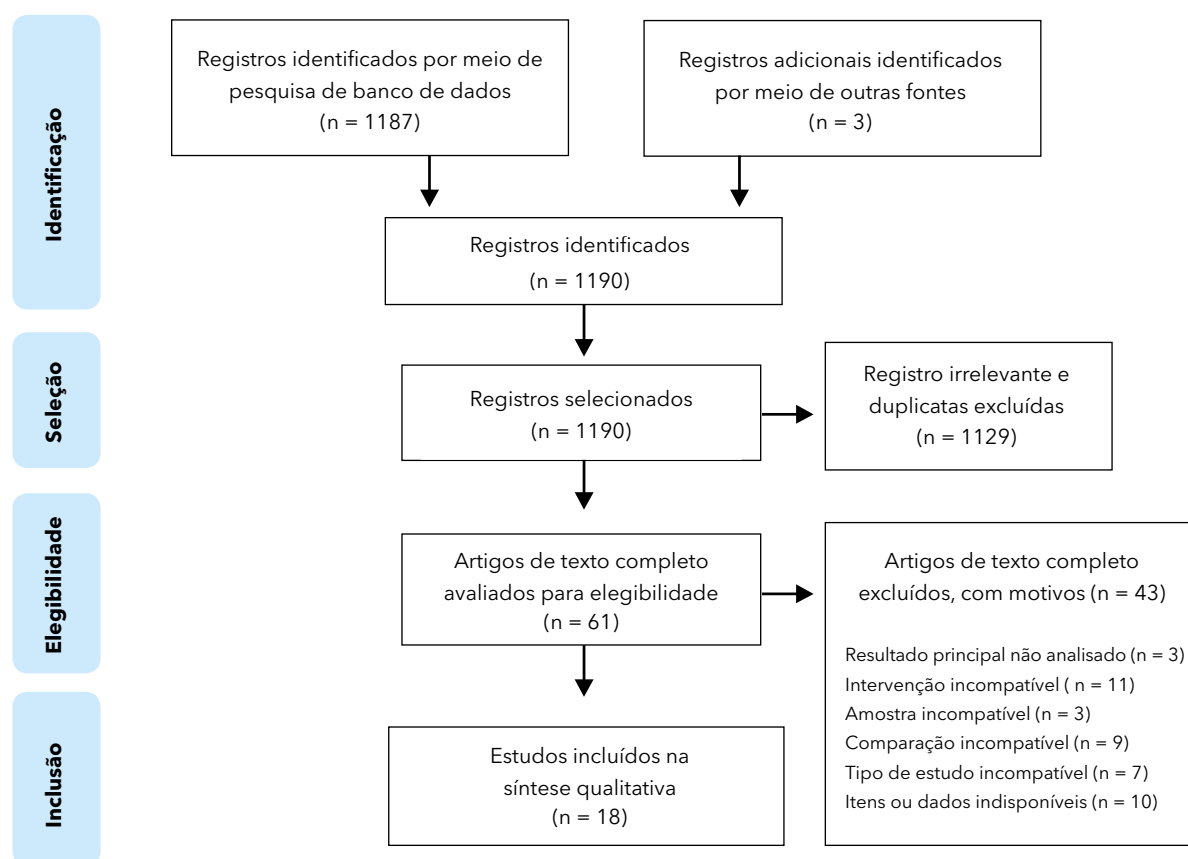 Identificação
Registros identificados por meio de
pesquisa de banco de dados
(n = 1187)
Registros adicionais identificados
por meio de outras fontes
(n = 3)
Registros identificados
(n = 1190)
Seleção
Registros selecionados
(n = 1190)
Registro irrelevante e
duplicatas excluídas
(n = 1129)
Elegibilidade
Artigos de texto completo
avaliados para elegibilidade
(n = 61)
Artigos de texto completo
excluídos, com motivos (n = 43)
Resultado principal não analisado (n = 3)
Intervenção incompatível ( n = 11)
Amostra incompatível (n = 3)
Comparação incompatível (n = 9)
Tipo de estudo incompatível (n = 7)
Itens ou dados indisponíveis (n = 10)
Inclusão
Estudos incluídos na
síntese qualitativa
(n = 18)